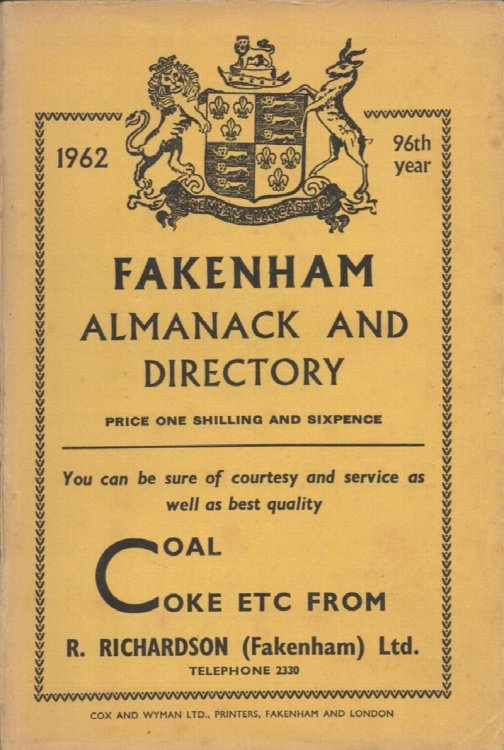 1962
96th
year
FAKENHAM-LANCASTER
FAKENHAM
ALMANACK AND
DIRECTORY
PRICE ONE SHILLING AND SIXPENCE
You can be sure of courtesy and service as
well as best quality
COAL
COKE ETC FROM
R. RICHARDSON (Fakenham) Ltd.
TELEPHONE 2330
COX AND WYMAN LTD., PRINTERS, FAKENHAM AND LONDON